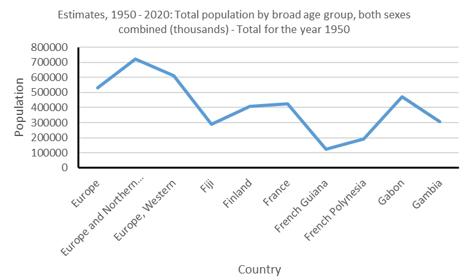 Estimates, 1950 - 2020: Total population by broad age group, both sexes
combined (thousands) - Total for the year 1950
800000
700000
600000
500000
400000
300000
200000
100000
0
Population
Europe
Europe and Northern...
Europe, Western
Fiji
Finland
France
French Guiana
French Polynesia
Gabon
Gambia
Country